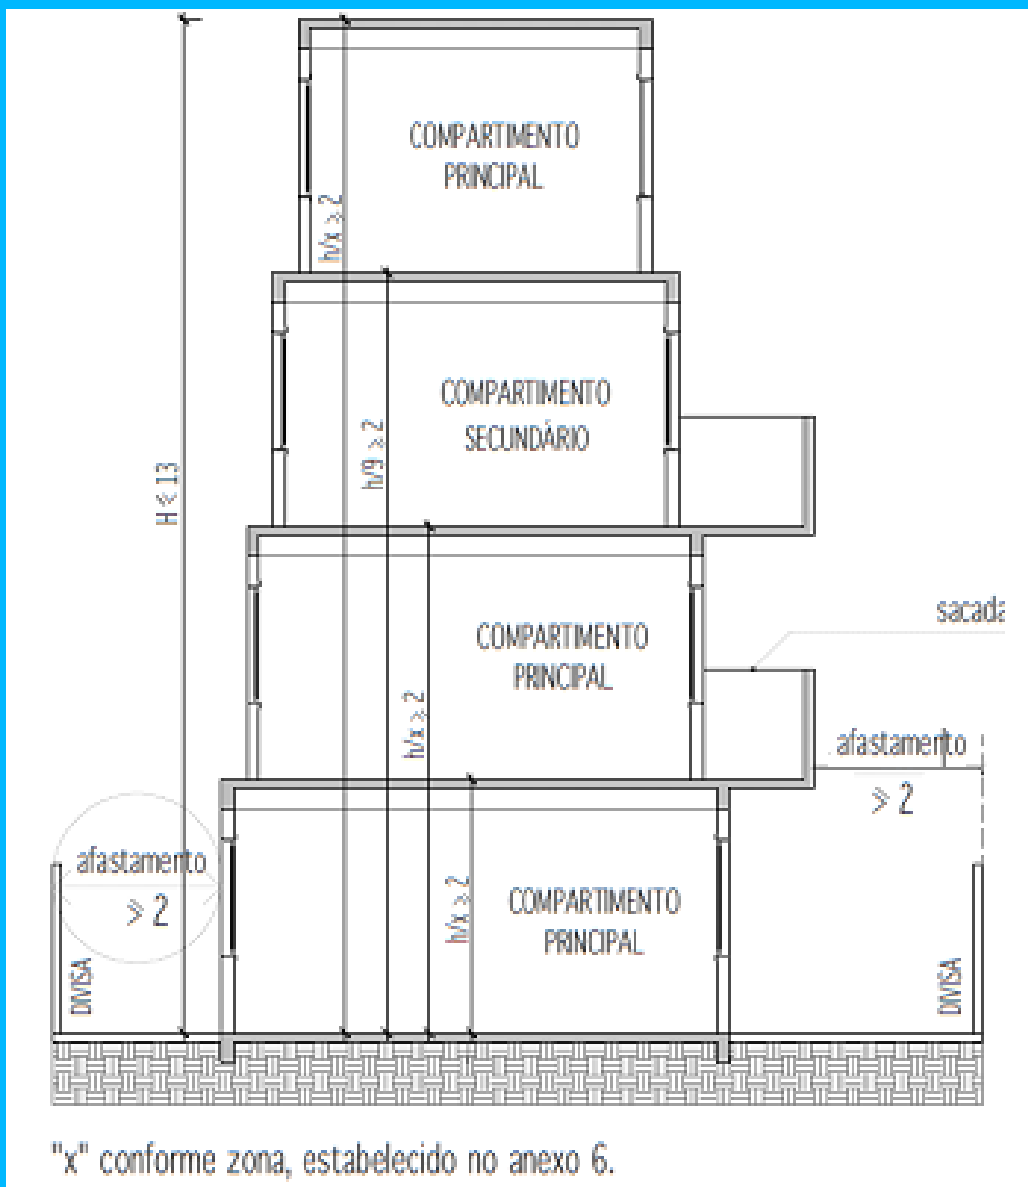 COMPARTIMENTO
PRINCIPAL
h/x ≥ 2
COMPARTIMENTO
SECUNDÁRIO
h/9 ≥ 2
H ≤ 13
sacada
COMPARTIMENTO
PRINCIPAL
h/x ≥ 2
afastamento
≥ 2
afastamento
≥ 2
COMPARTIMENTO
PRINCIPAL
h/x ≥ 2
DIVISA
DIVISA
"x" conforme zona, estabelecido no anexo 6.